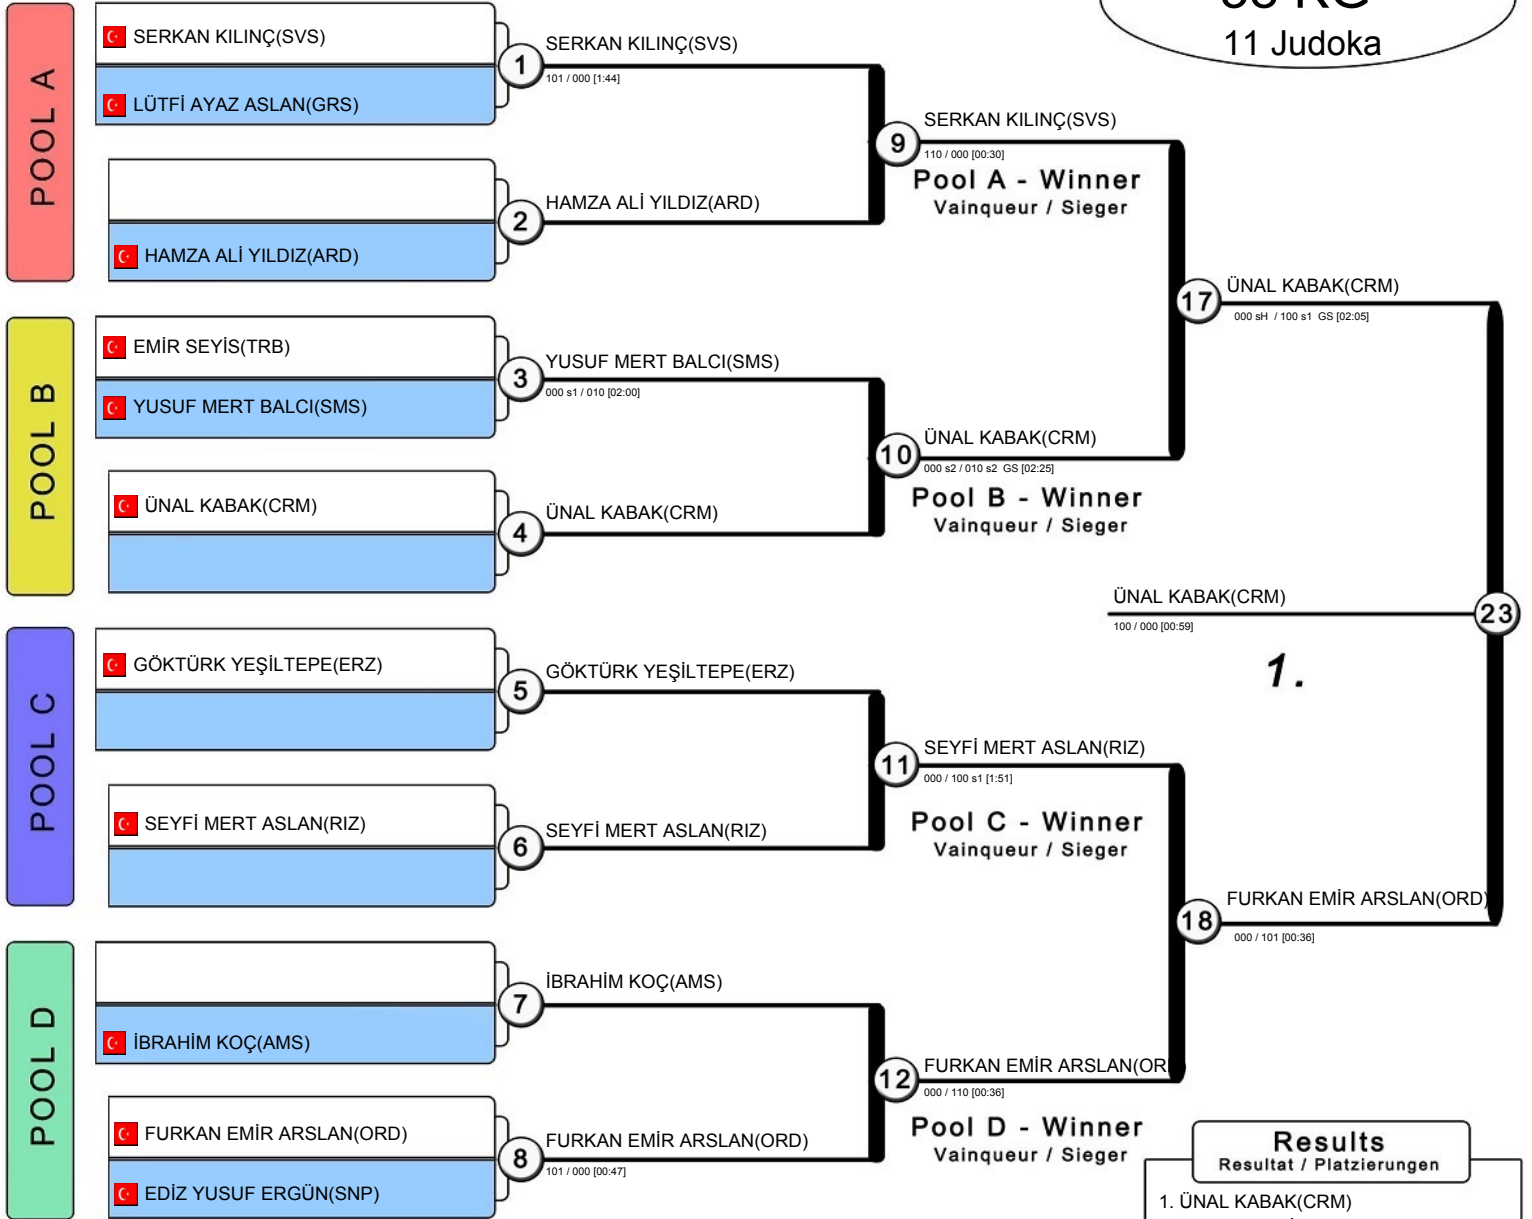 11 Judoka
POOL A
SERKAN KILINÇ(SVS)
LÜTFİ AYAZ ASLAN(GRS)
1
SERKAN KILINÇ(SVS)
101 / 000 [1:44]
HAMZA ALİ YILDIZ(ARD)
2
HAMZA ALİ YILDIZ(ARD)
9
SERKAN KILINÇ(SVS)
110 / 000 [00:30]
Pool A - Winner
Vainqueur / Sieger
POOL B
EMİR SEYİS(TRB)
YUSUF MERT BALCI(SMS)
3
YUSUF MERT BALCI(SMS)
000 s1 / 010 [02:00]
ÜNAL KABAK(CRM)
4
ÜNAL KABAK(CRM)
10
ÜNAL KABAK(CRM)
000 s2 / 010 s2 GS [02:25]
Pool B - Winner
Vainqueur / Sieger
17
ÜNAL KABAK(CRM)
000 sH / 100 s1 GS [02:05]
ÜNAL KABAK(CRM)
100 / 000 [00:59]
23
1.
POOL C
GÖKTÜRK YEŞİLTEPE(ERZ)
5
GÖKTÜRK YEŞİLTEPE(ERZ)
SEYFİ MERT ASLAN(RIZ)
6
SEYFİ MERT ASLAN(RIZ)
11
SEYFİ MERT ASLAN(RIZ)
000 / 100 s1 [1:51]
Pool C - Winner
Vainqueur / Sieger
18
FURKAN EMİR ARSLAN(ORD)
000 / 101 [00:36]
POOL D
İBRAHİM KOÇ(AMS)
7
İBRAHİM KOÇ(AMS)
FURKAN EMİR ARSLAN(ORD)
EDİZ YUSUF ERGÜN(SNP)
8
FURKAN EMİR ARSLAN(ORD)
101 / 000 [00:47]
12
FURKAN EMİR ARSLAN(OR
000 / 110 [00:36]
Pool D - Winner
Vainqueur / Sieger
Results
Resultat / Platzierungen
1. ÜNAL KABAK(CRM)